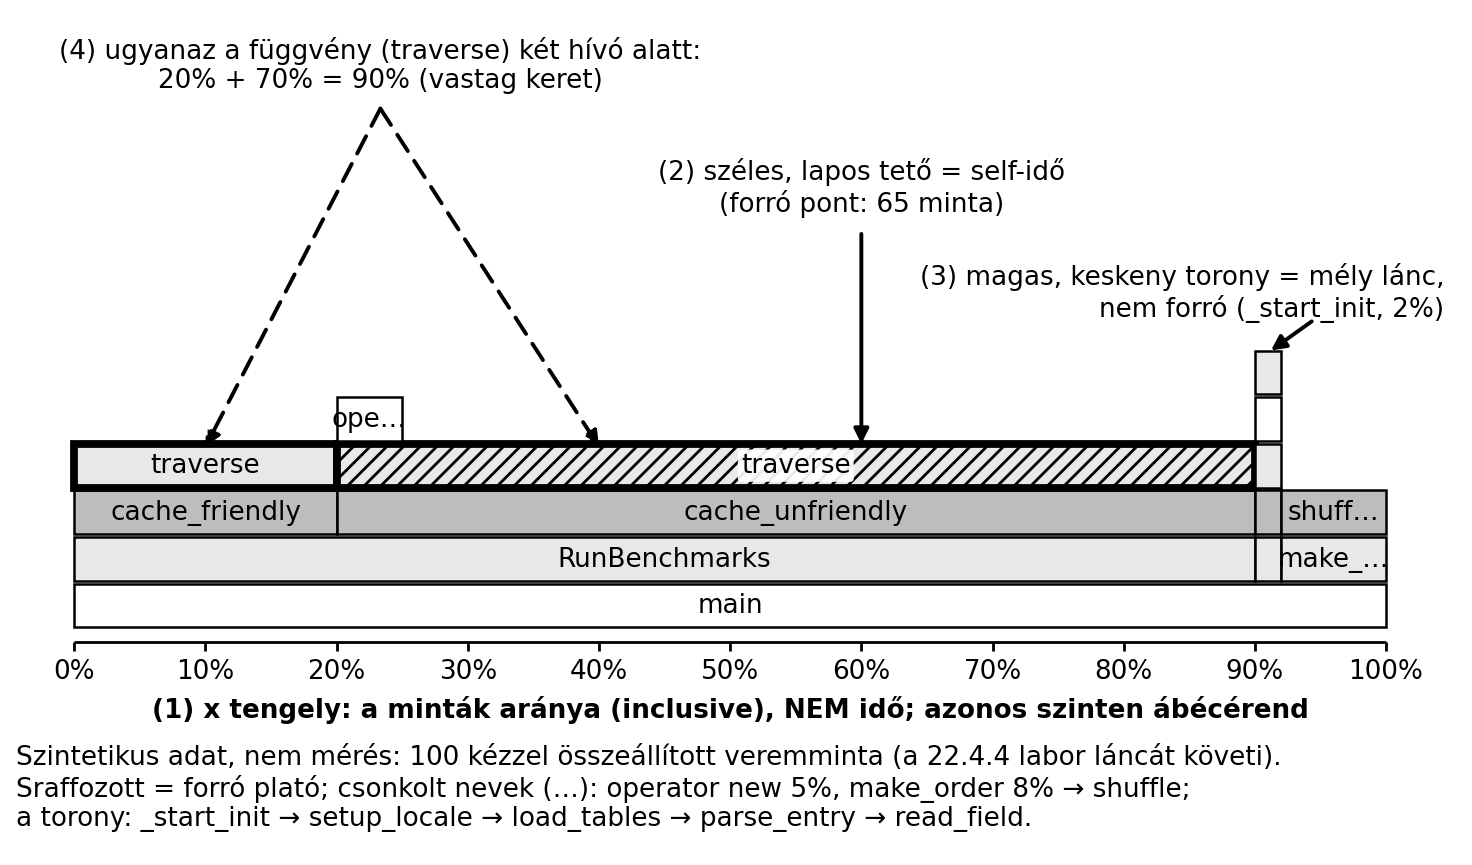 (4) ugyanaz a függvény (traverse) két hívó alatt:
20% + 70% = 90% (vastag keret)
(2) széles, lapos tető = self-idő
(forró pont: 65 minta)
(3) magas, keskeny torony = mély lánc,
nem forró (_start_init, 2%)
ope…
traverse
traverse
cache_friendly
cache_unfriendly
shuff…
RunBenchmarks
make_…
main
0% 10% 20% 30% 40% 50% 60% 70% 80% 90% 100%
(1) x tengely: a minták aránya (inclusive), NEM idő; azonos szinten ábécérend
Szintetikus adat, nem mérés: 100 kézzel összeállított veremminta (a 22.4.4 labor láncát követi).
Sraffozott = forró plató; csonkolt nevek (…): operator new 5%, make_order 8% → shuffle;
a torony: _start_init → setup_locale → load_tables → parse_entry → read_field.